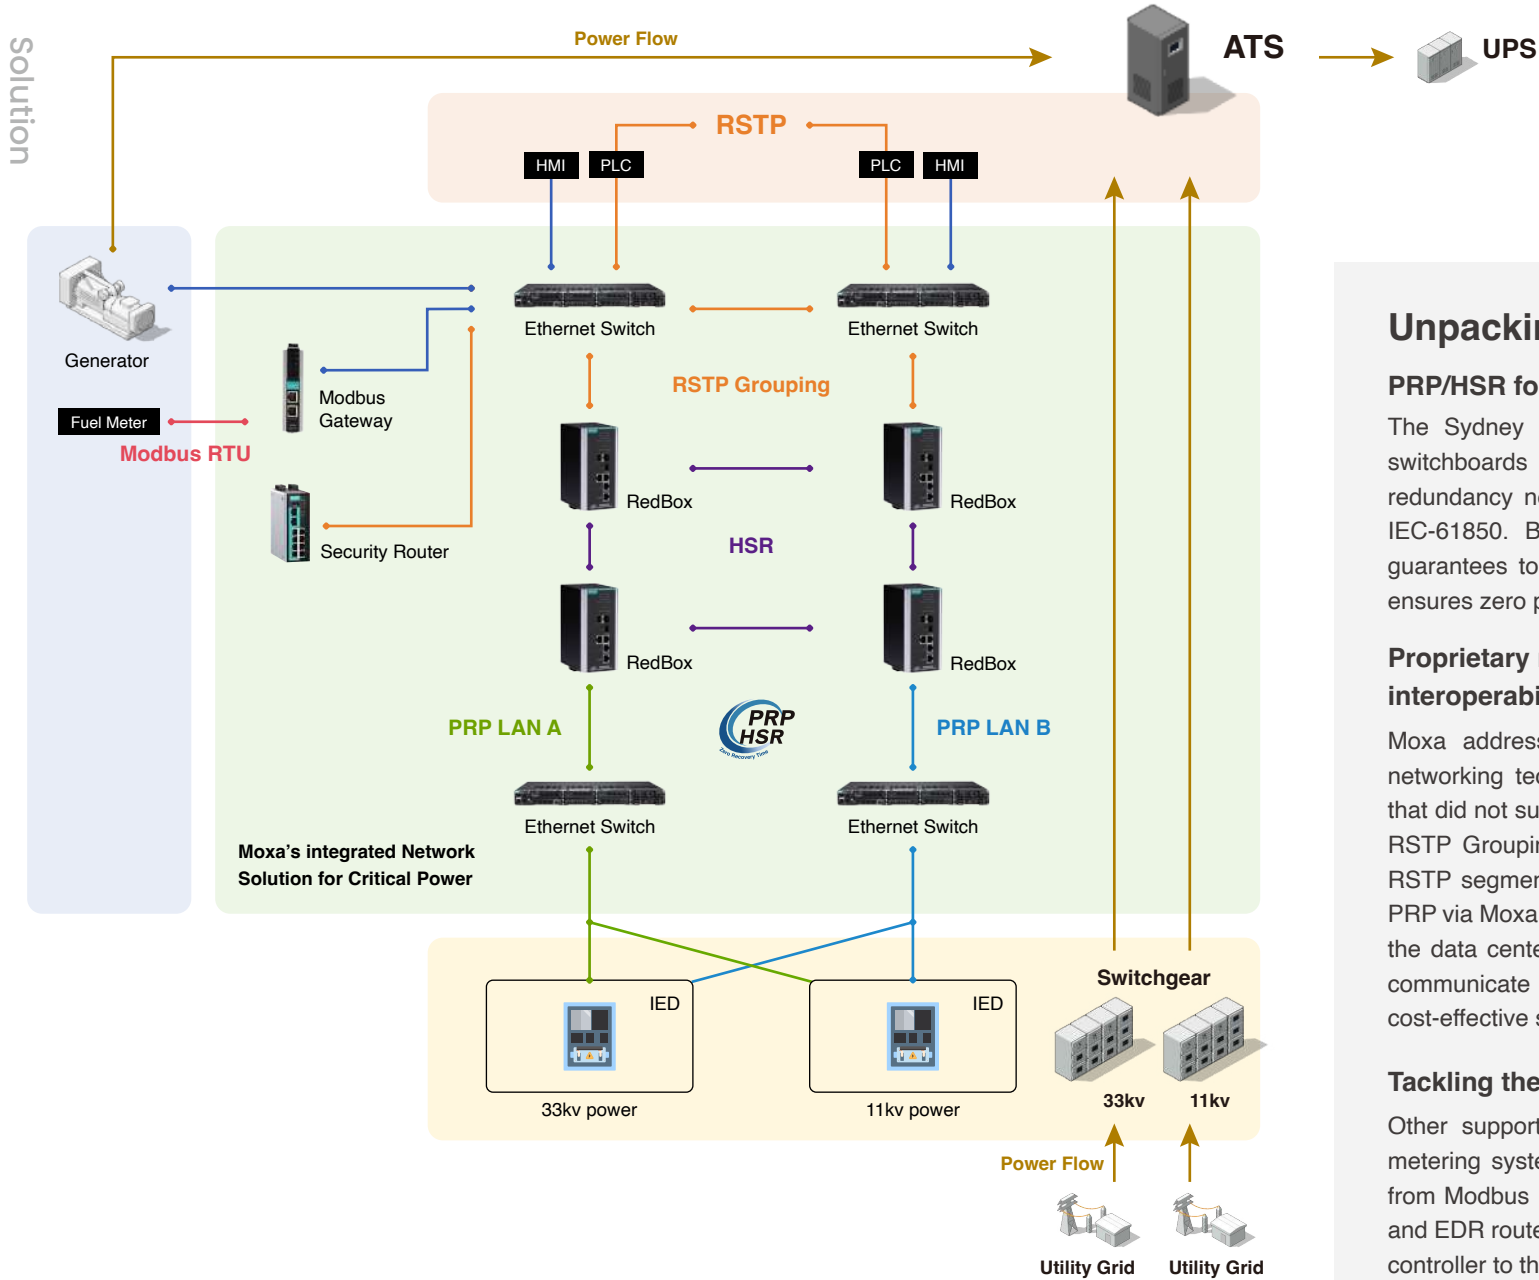 Solution
Power Flow
ATS
UPS
RSTP
HMI
PLC
PLC
HMI
Generator
Ethernet Switch
Ethernet Switch
RSTP Grouping
Modbus
Gateway
Fuel Meter
Modbus RTU
RedBox
RedBox
Security Router
HSR
RedBox
RedBox
PRP LAN A
PRP
HSR
Zero Recovery Time
PRP LAN B
Ethernet Switch
Ethernet Switch
Moxa's integrated Network
Solution for Critical Power
IED
IED
33kv power
11kv power
Switchgear
33kv
11kv
Power Flow
Utility Grid
Utility Grid
Unpackin
PRP/HSR fo
The Sydney
switchboards
redundancy ne
IEC-61850. B
guarantees to
ensures zero p
Proprietary
interoperabi
Moxa address
networking tec
that did not su
RSTP Groupin
RSTP segmen
PRP via Moxa
the data cente
communicate
cost-effective s
Tackling the
Other support
metering syste
from Modbus
and EDR route
controller to th